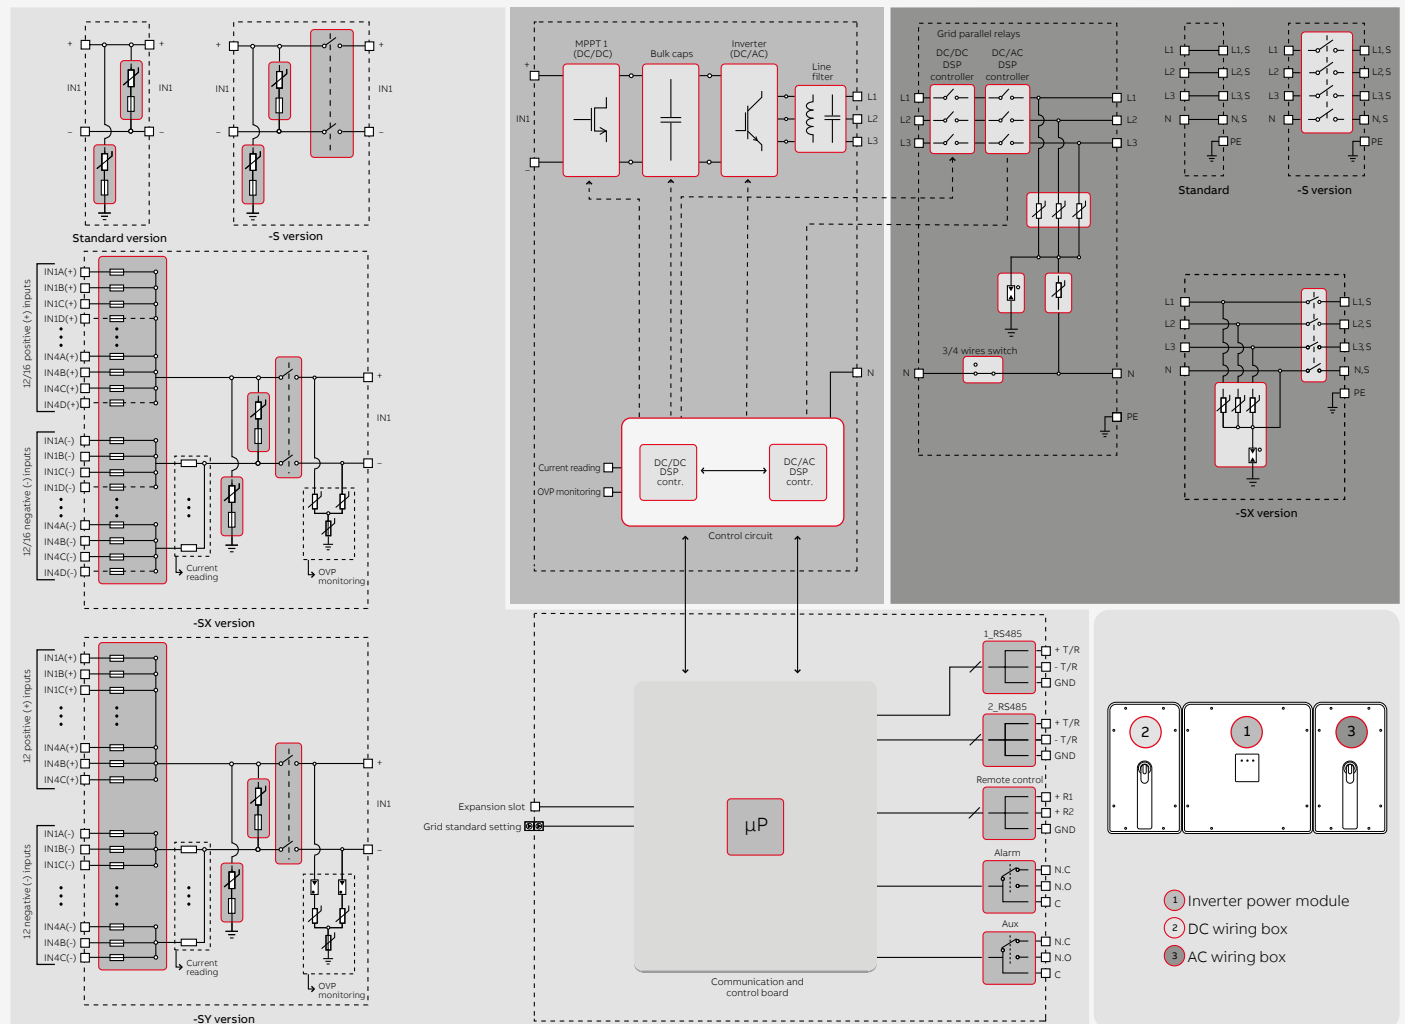 +
+
IN1
IN1
−
−
Standard version
+
+
IN1
−
−
-S version
12/16 positive (+) inputs
IN1A(+)
IN1B(+)
IN1C(+)
IN1D(+)
IN4A(+)
IN4B(+)
IN4C(+)
IN4D(+)
12/16 negative (-) inputs
IN1A(-)
IN1B(-)
IN1C(-)
IN1D(-)
IN4A(-)
IN4B(-)
IN4C(-)
IN4D(-)
+
IN1
−
Current
reading
OVP
monitoring
-SX version
12 positive (+) inputs
IN1A(+)
IN1B(+)
IN1C(+)
IN4A(+)
IN4B(+)
IN4C(+)
12 negative (-) inputs
IN1A(-)
IN1B(-)
IN1C(-)
IN4A(-)
IN4B(-)
IN4C(-)
+
IN1
−
Current
reading
OVP
monitoring
-SY version
MPPT 1
(DC/DC)
Bulk caps
Inverter
(DC/AC)
Line
filter
+
IN1
−
L1
L2
L3
N
Current reading
OVP monitoring
DC/DC
DSP
contr.
DC/AC
DSP
contr.
Control circuit
Grid parallel relays
DC/DC
DSP
controller
DC/AC
DSP
controller
L1
L2
L3
L1
L2
L3
3/4 wires switch
N
N
PE
L1
L2
L3
N
L1, S
L2, S
L3, S
N, S
PE
Standard
L1
L2
L3
N
L1, S
L2, S
L3, S
N, S
PE
-S version
L1
L2
L3
N
L1, S
L2, S
L3, S
N, S
PE
-SX version
Expansion slot
Grid standard setting
µP
Communication and
control board
1_RS485
+ T/R
- T/R
GND
2_RS485
+ T/R
- T/R
GND
Remote control
+ R1
+ R2
GND
Alarm
N.C
N.O
C
Aux
N.C
N.O
C
2
1
3
1 Inverter power module
2 DC wiring box
3 AC wiring box